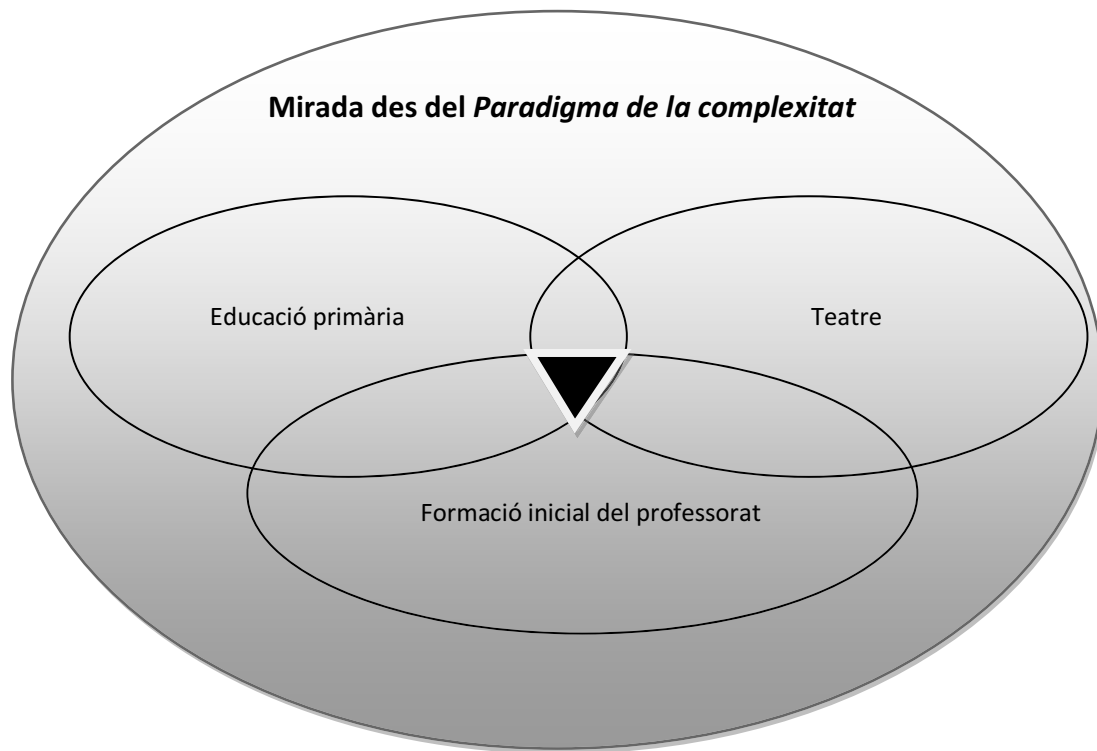 Mirada des del Paradigma de la complexitat
Educació primària
Teatre
Formació inicial del professorat